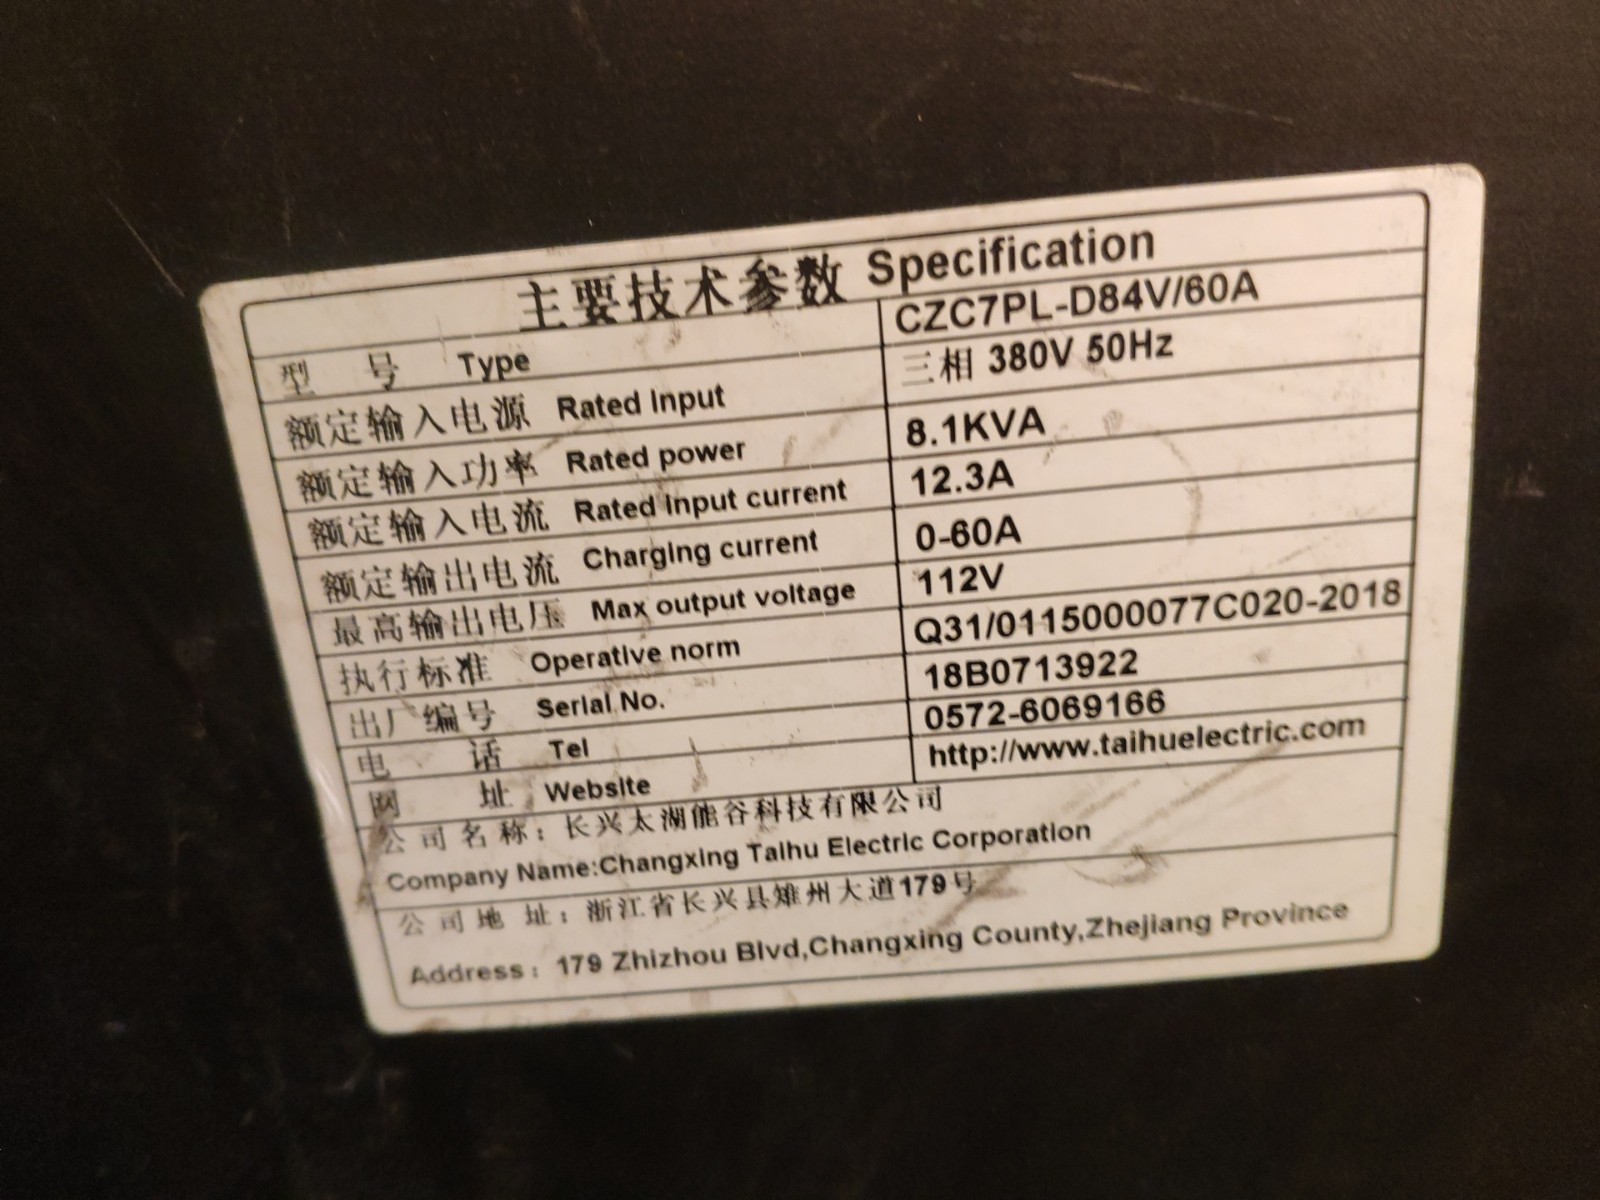 主要技术参数 Specification
型 号 Type CZC7PL-D84V/60A
额定输入电源 Rated Input 三相 380V 50Hz
额定输入功率 Rated power 8.1KVA
额定输入电流 Rated Input current 12.3A
额定输出电流 Charging current 0-60A
最高输出电压 Max output voltage 112V
执行标准 Operative norm Q31/0115000077C020-2018
出厂编号 Serial No. 18B0713922
电 话 Tel 0572-6069166
网 址 Website http://www.taihuelectric.com
公司名称：长兴太湖能谷科技有限公司
Company Name:Changxing Taihu Electric Corporation
公司地址：浙江省长兴县雉州大道179号
Address：179 Zhizhou Blvd,Changxing County,Zhejiang Province